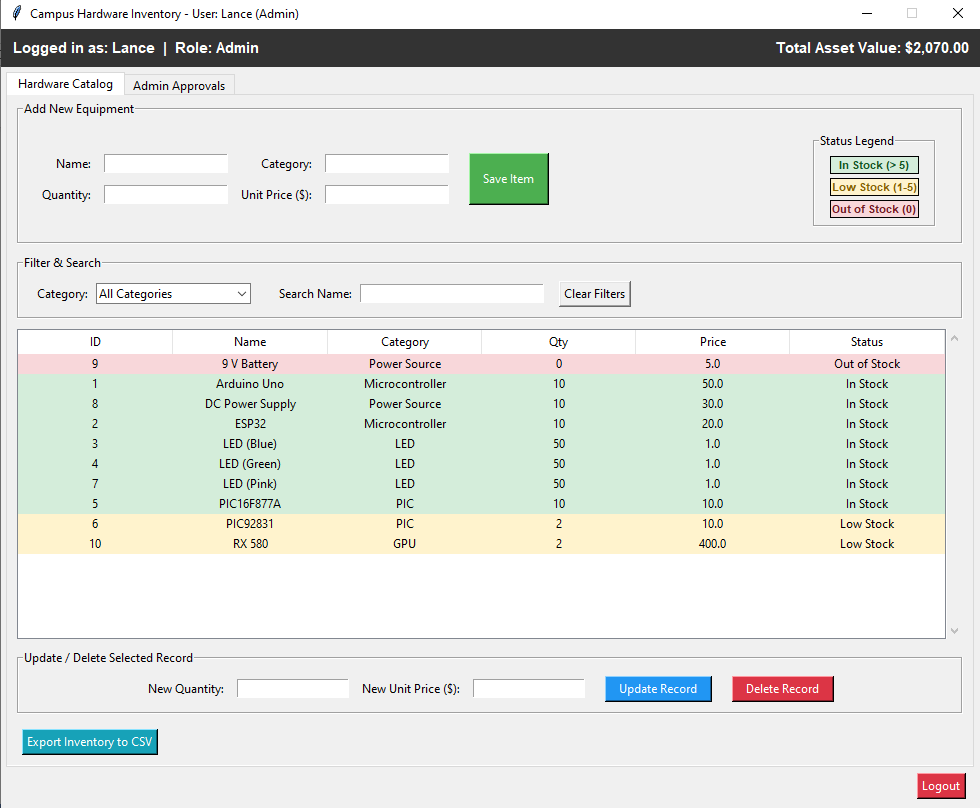 Campus Hardware Inventory - User: Lance (Admin)
Logged in as: Lance | Role: Admin Total Asset Value: $2,070.00
Hardware Catalog Admin Approvals
Add New Equipment
Status Legend
Name: Category: Save Item In Stock (> 5)
Quantity: Unit Price ($): Low Stock (1-5)
Out of Stock (0)
Filter & Search
Category: All Categories Search Name: Clear Filters
ID Name Category Qty Price Status
9 9 V Battery Power Source 0 5.0 Out of Stock
1 Arduino Uno Microcontroller 10 50.0 In Stock
8 DC Power Supply Power Source 10 30.0 In Stock
2 ESP32 Microcontroller 10 20.0 In Stock
3 LED (Blue) LED 50 1.0 In Stock
4 LED (Green) LED 50 1.0 In Stock
7 LED (Pink) LED 50 1.0 In Stock
5 PIC16F877A PIC 10 10.0 In Stock
6 PIC92831 PIC 2 10.0 Low Stock
10 RX 580 GPU 2 400.0 Low Stock
Update / Delete Selected Record
New Quantity: New Unit Price ($): Update Record Delete Record
Export Inventory to CSV
Logout